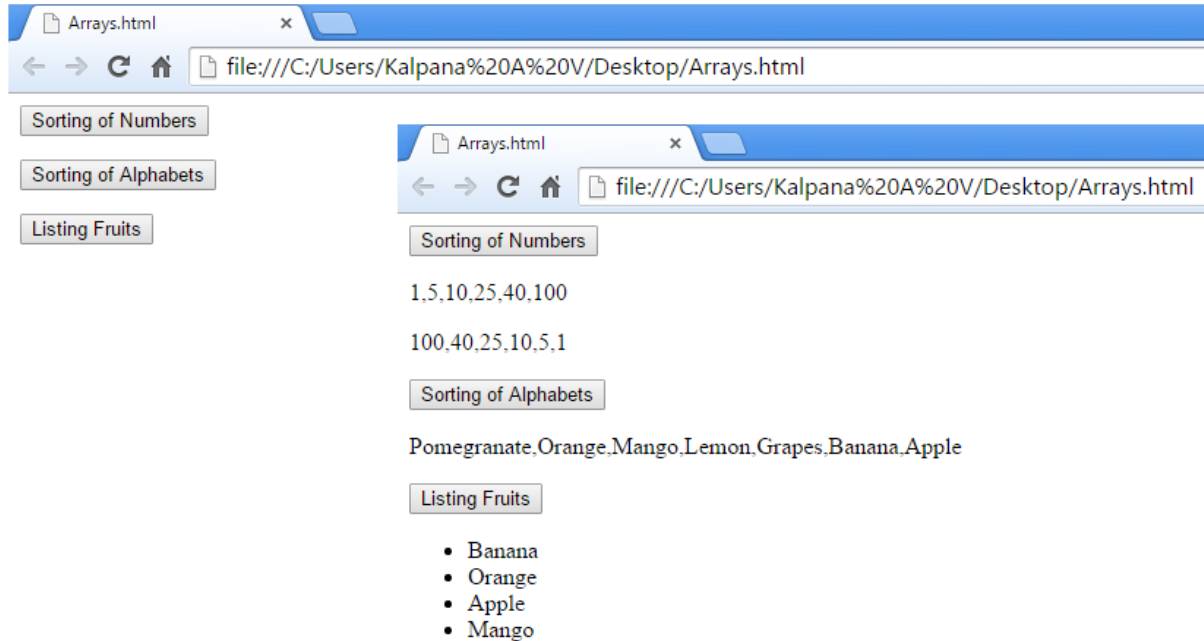 Arrays.html
file:///C:/Users/Kalpana%20A%20V/Desktop/Arrays.html
Sorting of Numbers
Sorting of Alphabets
Listing Fruits
Arrays.html
file:///C:/Users/Kalpana%20A%20V/Desktop/Arrays.html
Sorting of Numbers
1,5,10,25,40,100
100,40,25,10,5,1
Sorting of Alphabets
Pomegranate,Orange,Mango,Lemon,Grapes,Banana,Apple
Listing Fruits
• Banana
• Orange
• Apple
• Mango